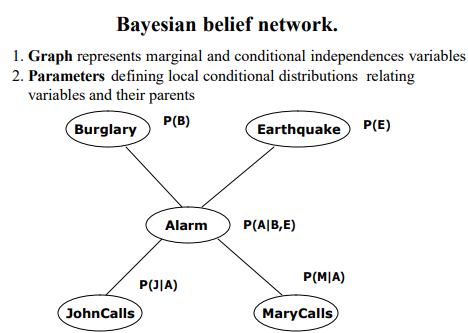 Bayesian belief network.
1. Graph represents marginal and conditional independences variables
2. Parameters defining local conditional distributions relating
variables and their parents
Burglary
P(B)
Earthquake
P(E)
Alarm
P(A|B,E)
P(J|A)
P(M|A)
JohnCalls
MaryCalls